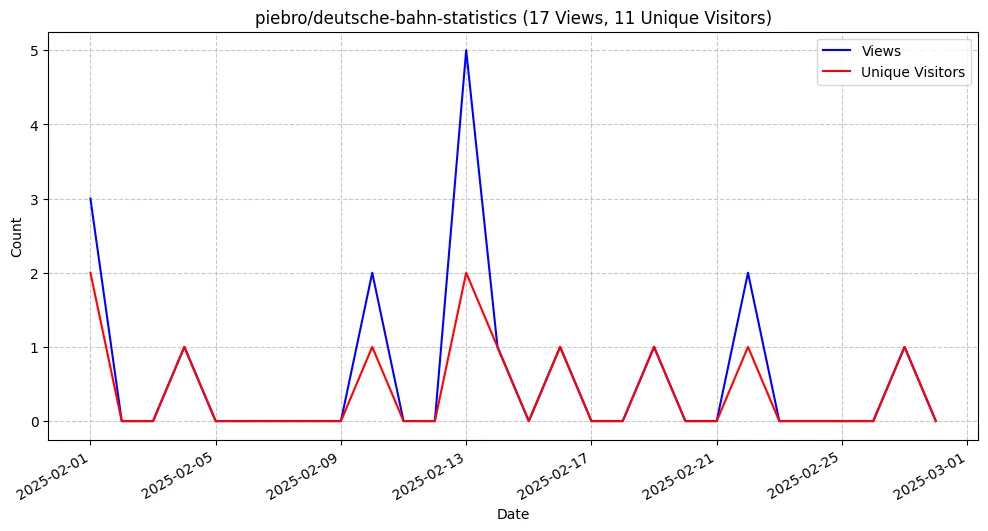 piebro/deutsche-bahn-statistics (17 Views, 11 Unique Visitors)
Views
Unique Visitors
Count
5
4
3
2
1
0
2025-02-01
2025-02-05
2025-02-09
2025-02-13
2025-02-17
2025-02-21
2025-02-25
2025-03-01
Date